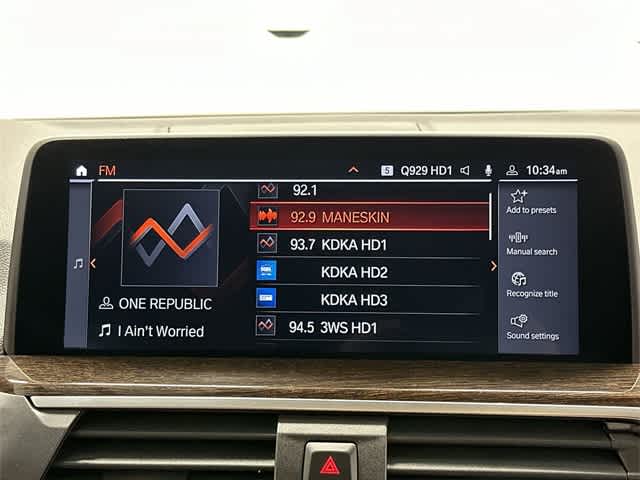 FM
5 Q929 HD1 10:34am
92.1
92.9 MANESKIN
93.7 KDKA HD1
KDKA HD2
KDKA HD3
94.5 3WS HD1
ONE REPUBLIC
I Ain't Worried
Add to presets
Manual search
Recognize title
Sound settings